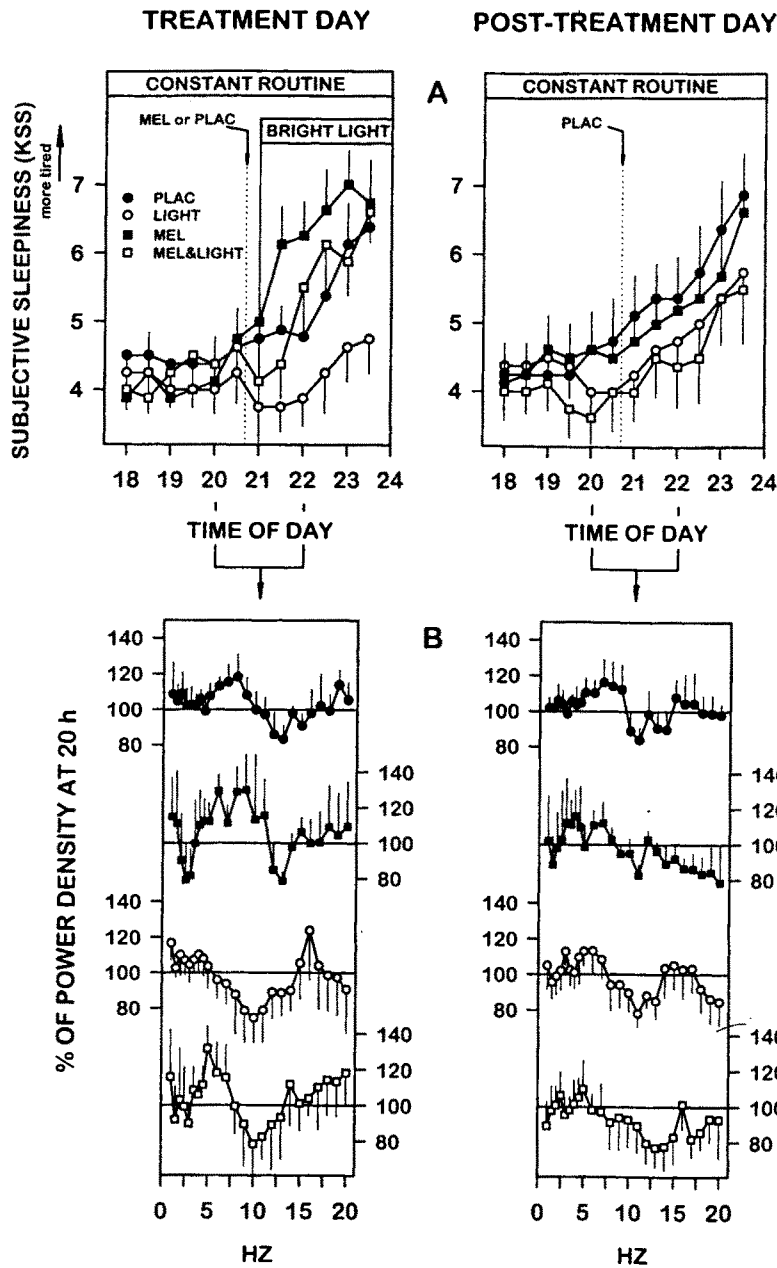 TREATMENT DAY
POST-TREATMENT DAY
A
CONSTANT ROUTINE
MEL or PLAC
BRIGHT LIGHT
PLAC
LIGHT
MEL
MEL&LIGHT
SUBJECTIVE SLEEPINESS (KSS)
more tired
7
6
5
4
18 19 20 21 22 23 24
TIME OF DAY
CONSTANT ROUTINE
PLAC
7
6
5
4
18 19 20 21 22 23 24
TIME OF DAY
B
% OF POWER DENSITY AT 20 h
140
120
100
80
140
120
100
80
140
120
100
80
140
120
100
80
0 5 10 15 20
HZ
140
120
100
80
140
120
100
80
140
120
100
80
140
120
100
80
0 5 10 15 20
HZ